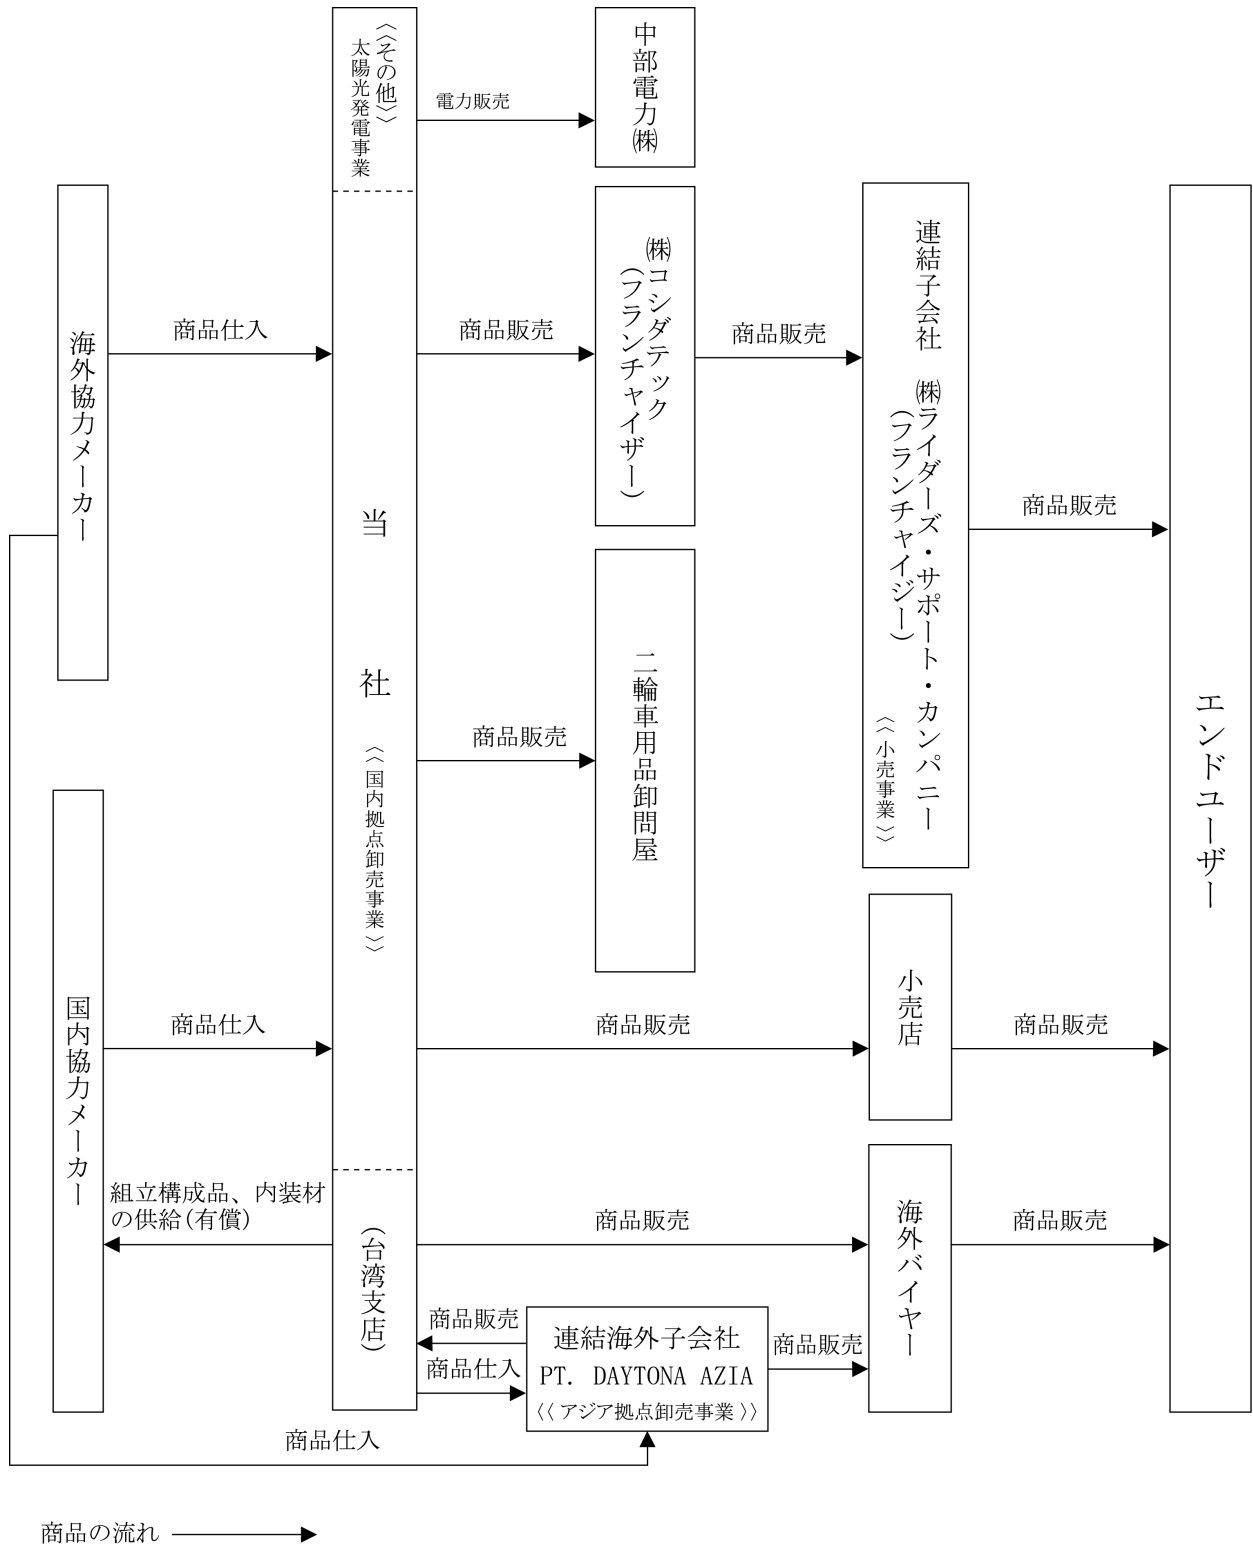 《その他》
太陽光発電事業
電力販売
中部電力㈱
海外協力メーカー
商品仕入
当社
《国内拠点卸売事業》
商品販売
㈱コシダテック
(フランチャイザー)
商品販売
連結子会社 ㈱ライダーズ・サポート・カンパニー
(フランチャイジー)
《小売事業》
商品販売
エンドユーザー
商品販売
二輪車用品卸問屋
国内協力メーカー
商品仕入
商品販売
小売店
商品販売
組立構成品、内装材
の供給(有償)
(台湾支店)
商品販売
海外バイヤー
商品販売
商品販売
商品仕入
連結海外子会社
PT. DAYTONA AZIA
《アジア拠点卸売事業》
商品販売
商品仕入
商品の流れ